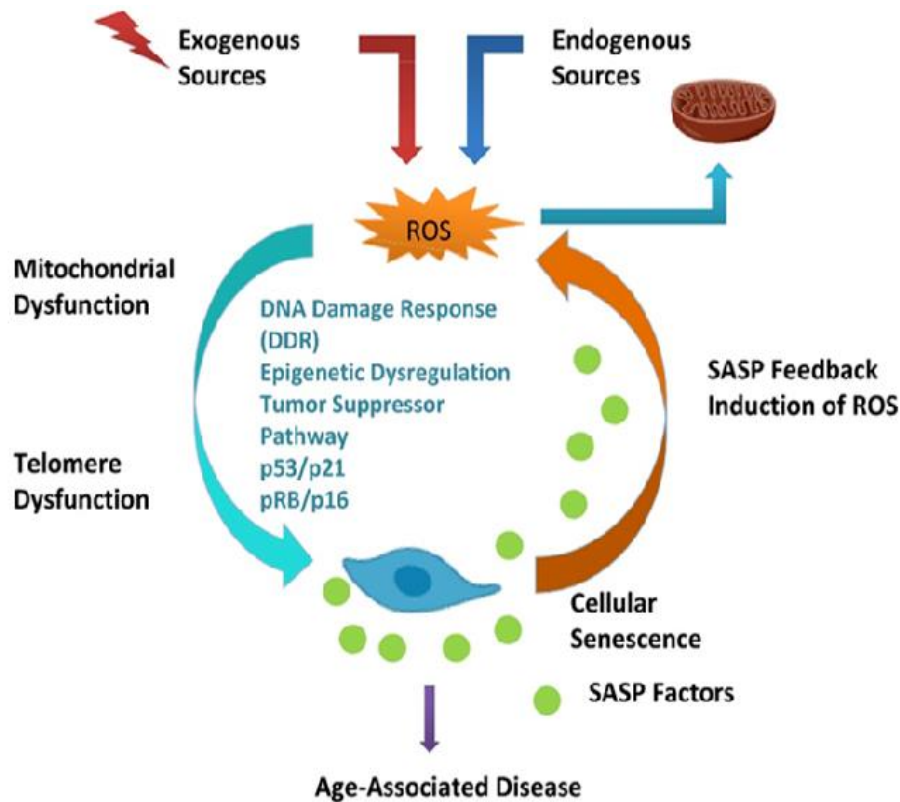 Exogenous
Sources
Endogenous
Sources
ROS
Mitochondrial
Dysfunction
DNA Damage Response
(DDR)
Epigenetic Dysregulation
Tumor Suppressor
Pathway
p53/p21
pRB/p16
Telomere
Dysfunction
SASP Feedback
Induction of ROS
Cellular
Senescence
SASP Factors
Age-Associated Disease